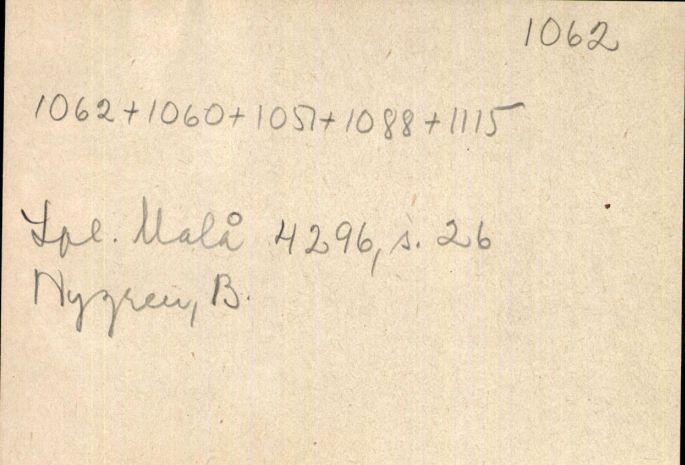 1062
1062+1060+1051+1088+1115
Lpl. Malå 4296, s. 26
Nygren, B.